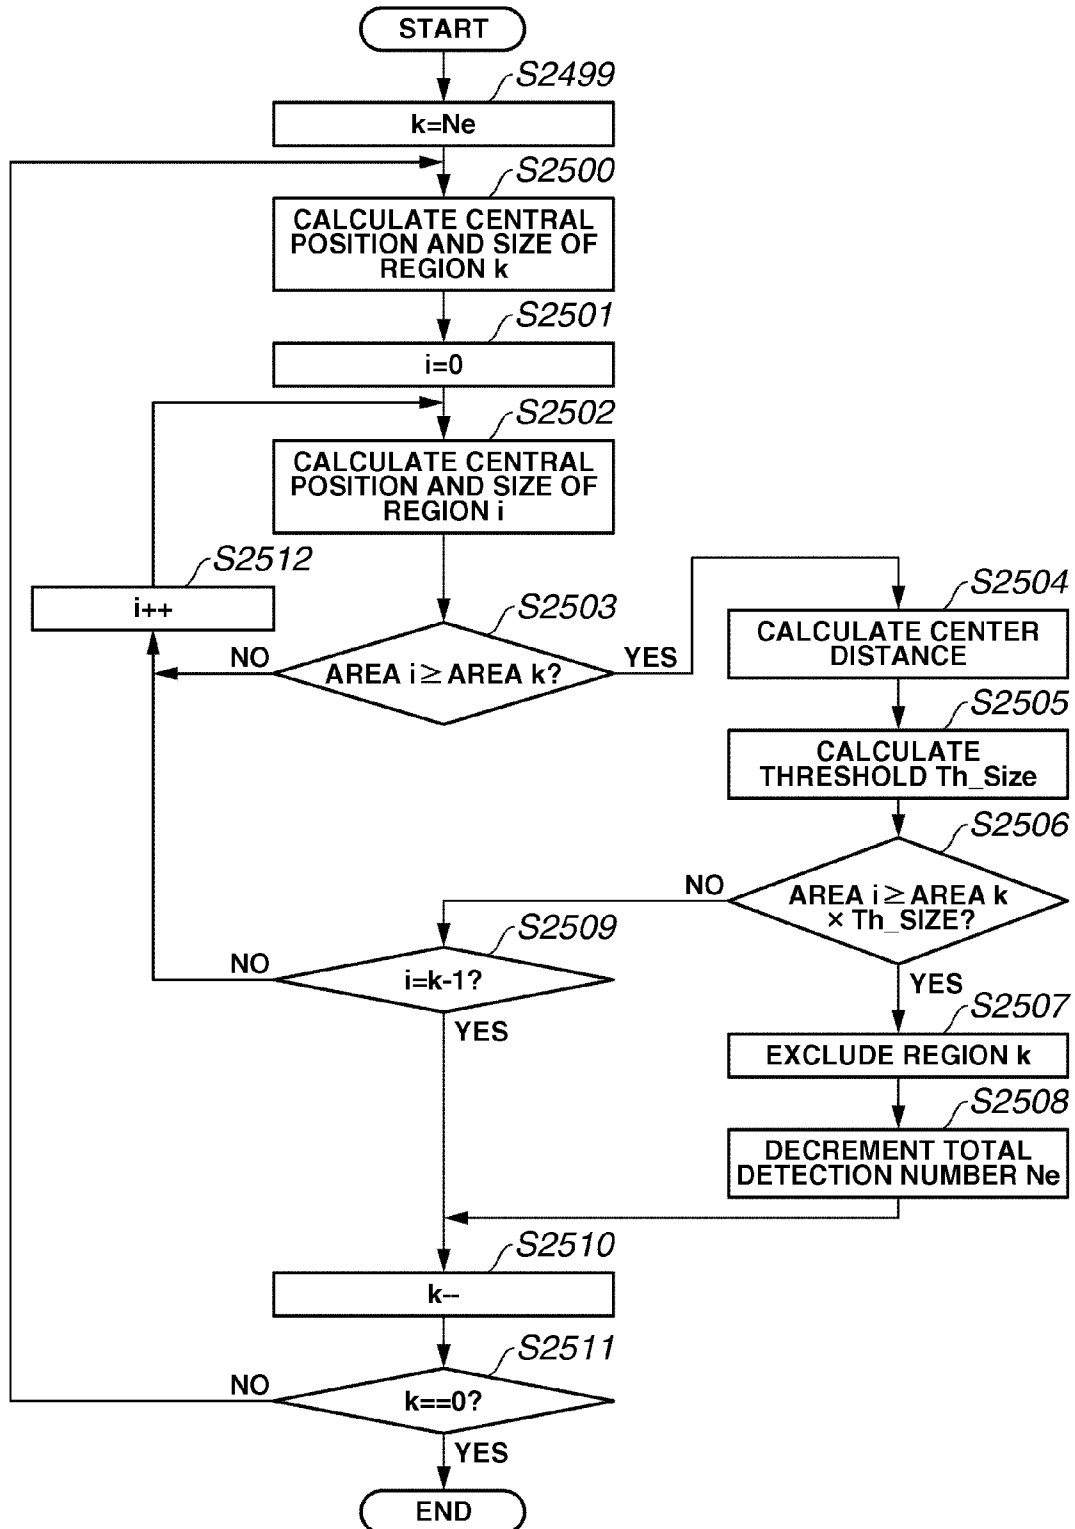 START
S2499
k=Ne
S2500
CALCULATE CENTRAL
POSITION AND SIZE OF
REGION k
S2501
i=0
S2502
CALCULATE CENTRAL
POSITION AND SIZE OF
REGION i
S2512
i++
S2503
NO
AREA i ≥ AREA k?
YES
S2504
CALCULATE CENTER
DISTANCE
S2505
CALCULATE
THRESHOLD Th_Size
S2506
NO
AREA i ≥ AREA k
× Th_SIZE?
YES
S2509
NO
i=k-1?
YES
S2507
EXCLUDE REGION k
S2508
DECREMENT TOTAL
DETECTION NUMBER Ne
S2510
k--
S2511
NO
k==0?
YES
END